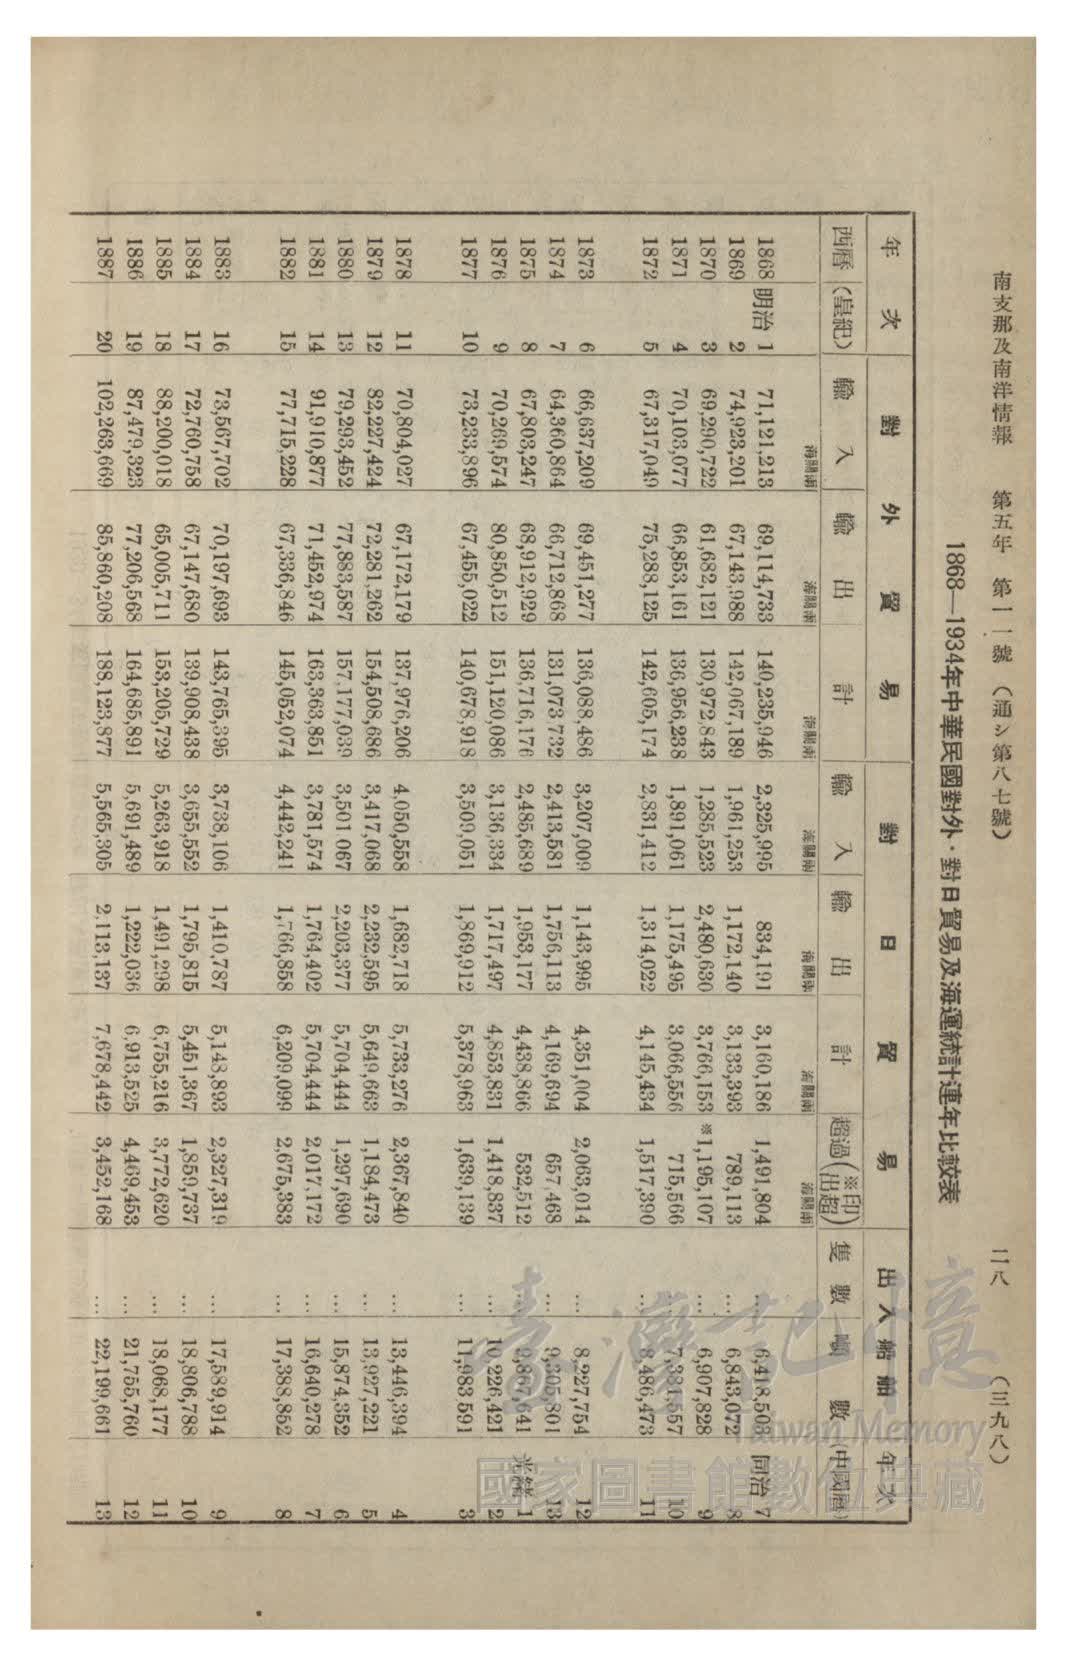 南支那及南洋情報 第五年 第一一號(通シ第八七號) 二八 (三九八)
1868—1934年中華民國對外・對日貿易及海運統計連年比較表
年次 對外貿易 對日貿易 出入船舶 年次
西曆 (皇紀) 輸入 輸出 計 輸入 輸出 計 超過(※印出超) 隻數 噸數 (中國曆)
海關兩 海關兩 海關兩 海關兩 海關兩 海關兩 海關兩
1868 明治 1 71,121,213 69,114,733 140,235,946 2,325,995 834,191 3,160,186 1,491,804 … 6,418,503 同治 7
1869 2 74,923,201 67,143,988 142,067,189 1,961,253 1,172,140 3,133,393 789,113 … 6,843,072 8
1870 3 69,290,722 61,682,121 130,972,843 1,285,523 2,480,630 3,766,153 ※1,195,107 … 6,907,828 9
1871 4 70,103,077 66,853,161 136,956,238 1,891,061 1,175,495 3,066,556 715,566 … 7,381,557 10
1872 5 67,317,049 75,288,125 142,605,174 2,831,412 1,314,022 4,145,434 1,517,390 … 8,486,473 11
1873 6 66,637,209 69,451,277 136,088,486 3,207,009 1,143,995 4,351,004 2,063,014 … 8,227,754 12
1874 7 64,360,864 66,712,868 131,073,732 2,413,581 1,756,113 4,169,694 657,468 … 9,305,801 13
1875 8 67,803,247 68,912,929 136,716,176 2,485,689 1,953,177 4,438,866 532,512 … 9,867,641 光緒 1
1876 9 70,269,574 80,850,512 151,120,086 3,136,334 1,717,497 4,853,831 1,418,837 … 10,226,421 2
1877 10 73,233,896 67,455,022 140,678,918 3,509,051 1,869,912 5,378,963 1,639,139 … 11,983,591 3
1878 11 70,804,027 67,172,179 137,976,206 4,050,558 1,682,718 5,733,276 2,367,840 … 13,446,394 4
1879 12 82,227,424 72,281,262 154,508,686 3,417,068 2,232,595 5,649,663 1,184,473 … 13,927,221 5
1880 13 79,293,452 77,883,587 157,177,039 3,501,067 2,203,377 5,704,444 1,297,690 … 15,874,352 6
1881 14 91,910,877 71,452,974 163,363,851 3,781,574 1,764,402 5,704,444 2,017,172 … 16,640,278 7
1882 15 77,715,228 67,336,846 145,052,074 4,442,241 1,766,858 6,209,099 2,675,383 … 17,388,852 8
1883 16 73,567,702 70,197,693 143,765,395 3,738,106 1,410,787 5,148,893 2,327,319 … 17,589,914 9
1884 17 72,760,758 67,147,680 139,908,438 3,655,552 1,795,815 5,451,367 1,859,737 … 18,806,788 10
1885 18 88,200,018 65,005,711 153,205,729 5,263,918 1,491,298 6,755,216 3,772,620 … 18,068,177 11
1886 19 87,479,323 77,206,568 164,685,891 5,691,489 1,222,036 6,913,525 4,469,453 … 21,755,760 12
1887 20 102,263,669 85,860,208 188,123,877 5,565,305 2,113,137 7,678,442 3,452,168 … 22,199,661 13
臺灣記憶
Taiwan Memory
國家圖書館數位典藏